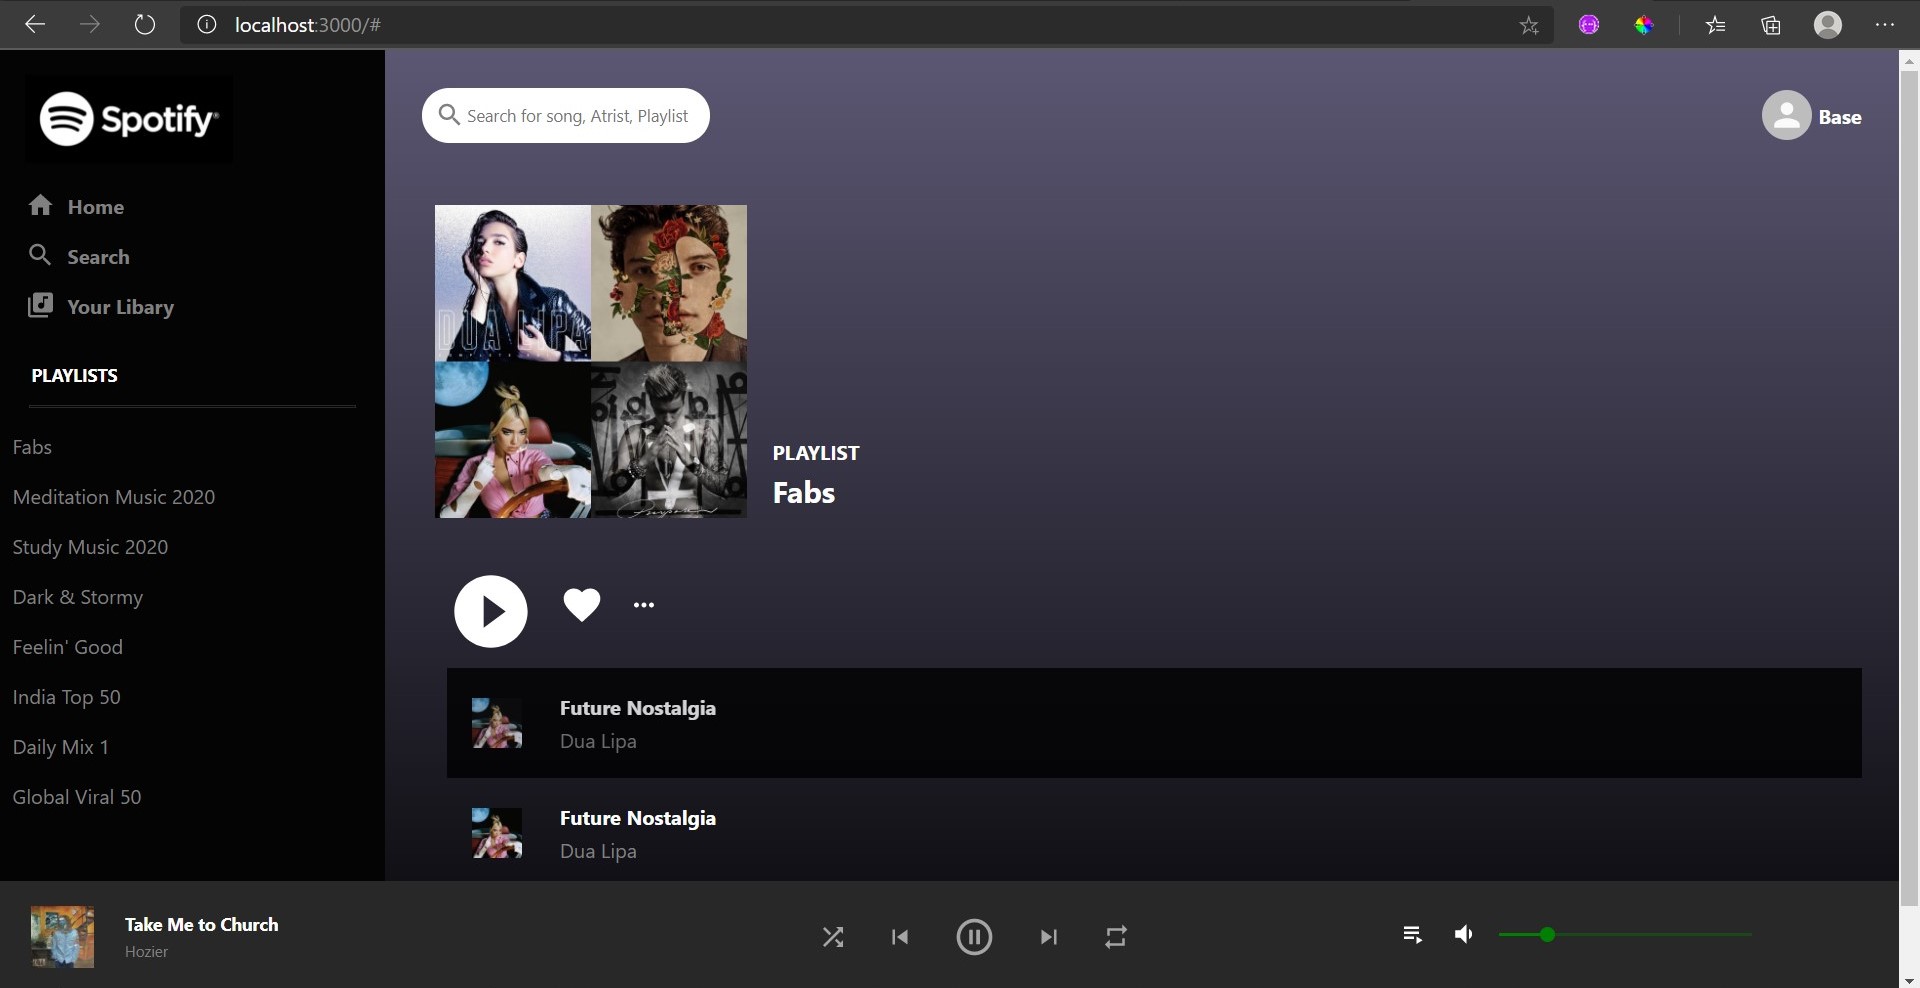 localhost:3000/#
Spotify®
Home
Search
Your Libary
PLAYLISTS
Fabs
Meditation Music 2020
Study Music 2020
Dark & Stormy
Feelin' Good
India Top 50
Daily Mix 1
Global Viral 50
Search for song, Atrist, Playlist
Base
DUA LIPA
PLAYLIST
Fabs
Future Nostalgia
Dua Lipa
Future Nostalgia
Dua Lipa
Take Me to Church
Hozier